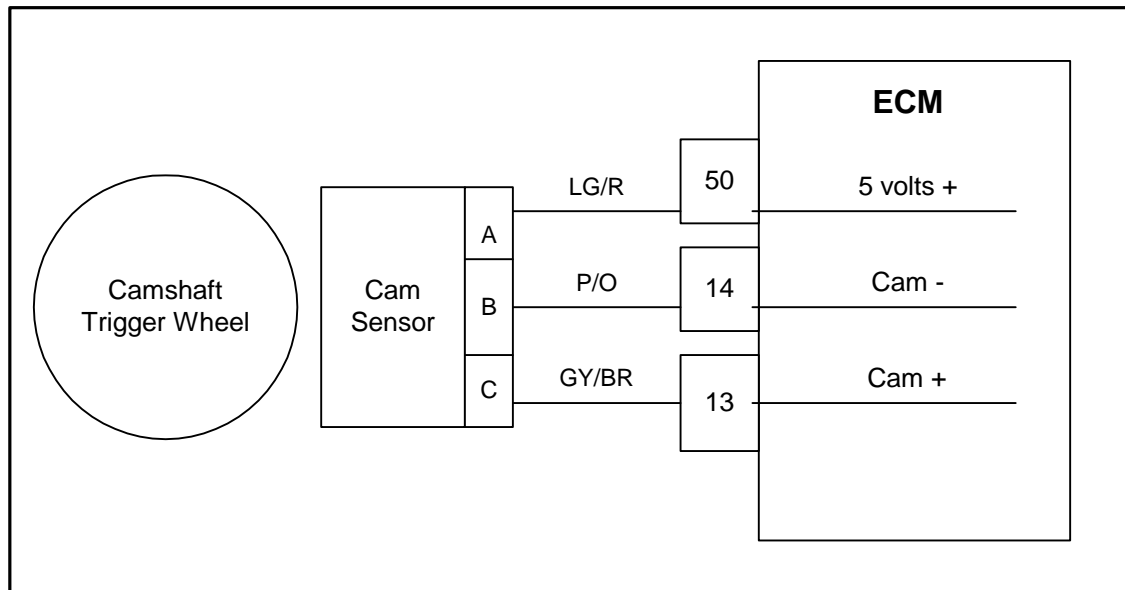 ECM
LG/R
50
5 volts +
A
Camshaft
Trigger Wheel
Cam
Sensor
B
P/O
14
Cam -
C
GY/BR
13
Cam +